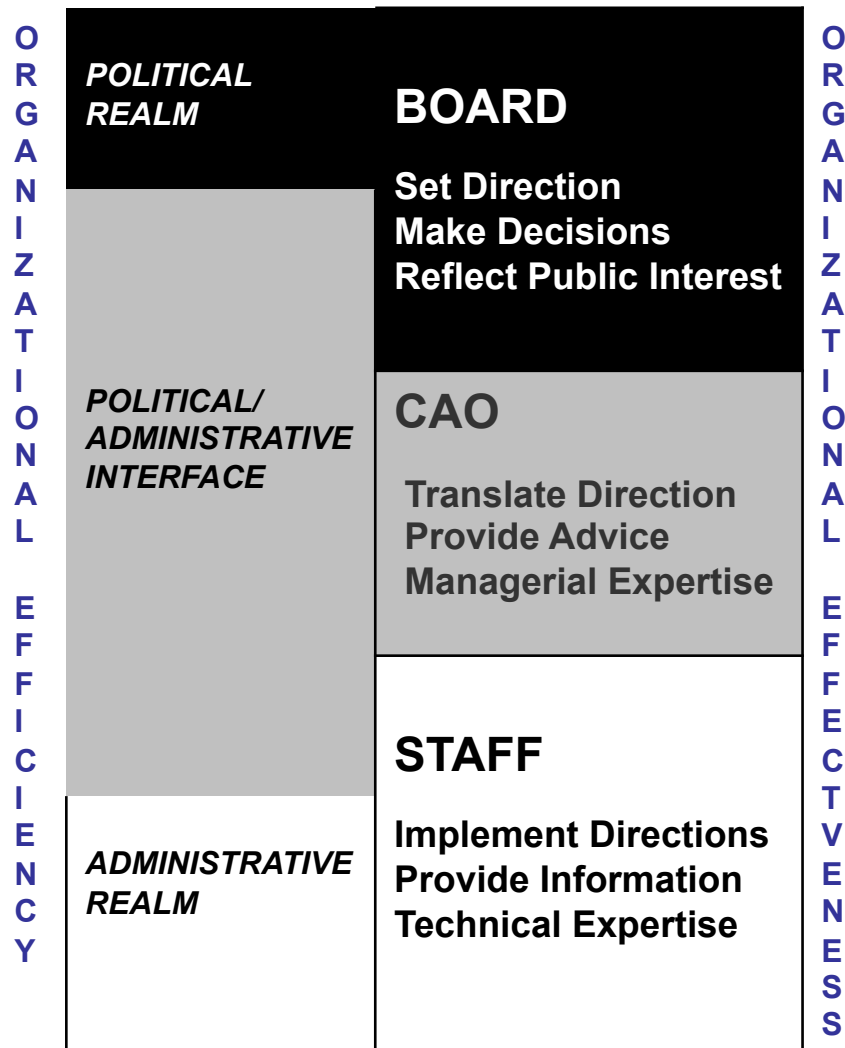 ORGANIZATIONAL EFFICIENCY
POLITICAL
REALM
BOARD
Set Direction
Make Decisions
Reflect Public Interest
POLITICAL/
ADMINISTRATIVE
INTERFACE
CAO
Translate Direction
Provide Advice
Managerial Expertise
ADMINISTRATIVE
REALM
STAFF
Implement Directions
Provide Information
Technical Expertise
ORGANIZATIONAL EFFECTVENESS